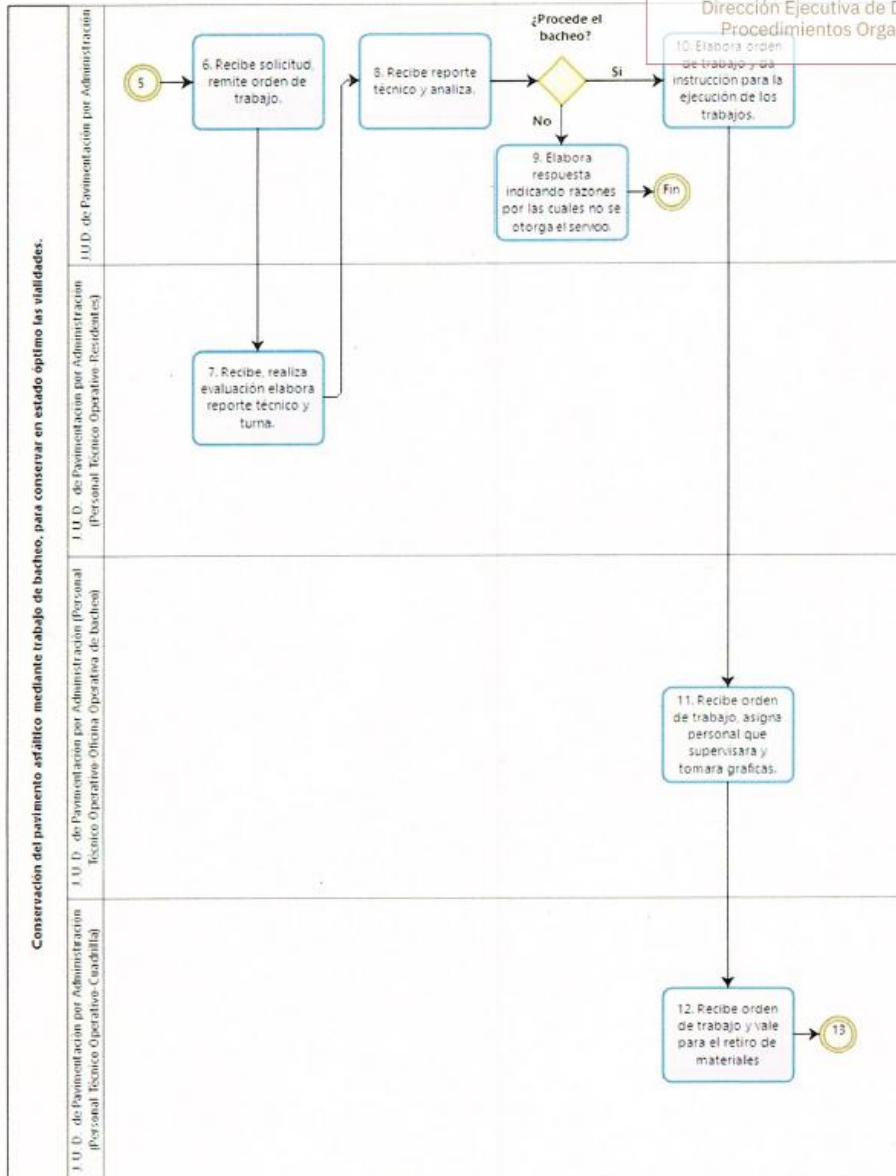 Dirección Ejecutiva de
Procedimientos
Conservación del pavimento asfáltico mediante trabajo de bacheo, para conservar en estado óptimo las vialidades.
J.U.D. de Pavimentación por Administración
5
6. Recibe solicitud,
remite orden de
trabajo.
8. Recibe reporte
técnico y analiza.
¿Procede el
bacheo?
Si
No
9. Elabora
respuesta
indicando razones
por las cuales no se
otorga el servicio.
Fin
10. Elabora orden
de trabajo y da
instrucción para la
ejecución de los
trabajos.
J.U.D. de Pavimentación por Administración
(Personal Técnico Operativo-Residentes)
7. Recibe, realiza
evaluación elabora
reporte técnico y
turna.
J.U.D. de Pavimentación por Administración (Personal
Técnico Operativo-Oficina Operativa de bacheo)
11. Recibe orden
de trabajo, asigna
personal que
supervisara y
tomara graficas.
J.U.D. de Pavimentación por Administración
(Personal Técnico Operativo-Cuadrilla)
12. Recibe orden
de trabajo y vale
para el retiro de
materiales
13